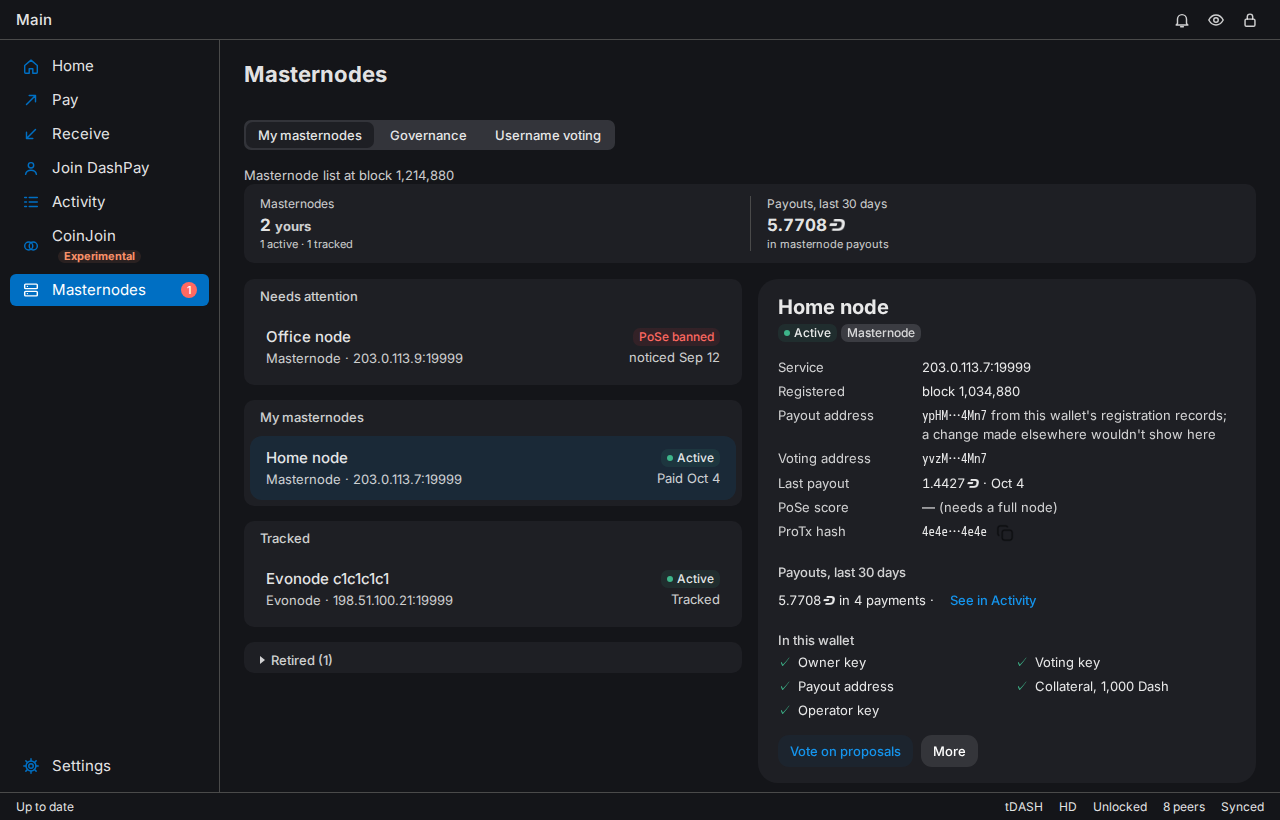 Main
Home
Pay
Receive
Join DashPay
Activity
CoinJoin
Experimental
Masternodes
1
Settings
Masternodes
My masternodes
Governance
Username voting
Masternode list at block 1,214,880
Masternodes
2 yours
1 active · 1 tracked
Payouts, last 30 days
5.7708
in masternode payouts
Needs attention
Office node
PoSe banned
Masternode · 203.0.113.9:19999
noticed Sep 12
My masternodes
Home node
Active
Masternode · 203.0.113.7:19999
Paid Oct 4
Tracked
Evonode c1c1c1c1
Active
Evonode · 198.51.100.21:19999
Tracked
Retired (1)
Home node
Active
Masternode
Service 203.0.113.7:19999
Registered block 1,034,880
Payout address ypHM···4Mn7 from this wallet's registration records;
a change made elsewhere wouldn't show here
Voting address yvzM···4Mn7
Last payout 1.4427 · Oct 4
PoSe score — (needs a full node)
ProTx hash 4e4e···4e4e
Payouts, last 30 days
5.7708 in 4 payments · See in Activity
In this wallet
✓ Owner key
✓ Voting key
✓ Payout address
✓ Collateral, 1,000 Dash
✓ Operator key
Vote on proposals
More
Up to date
tDASH
HD
Unlocked
8 peers
Synced